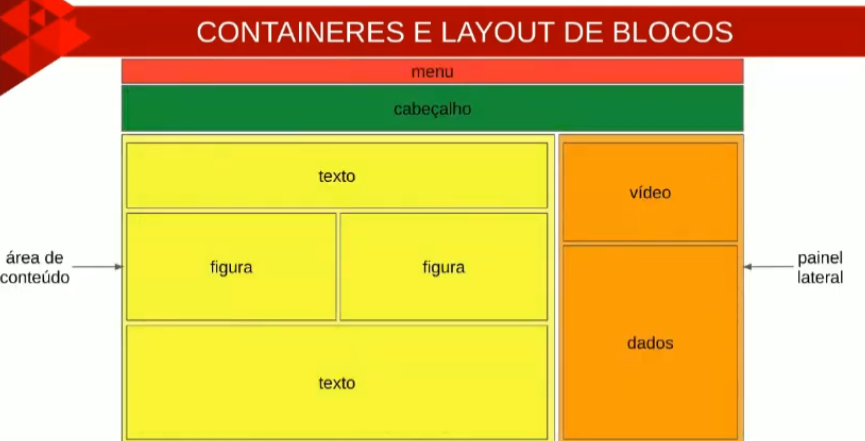 CONTAINERES E LAYOUT DE BLOCOS
menu
cabeçalho
texto
vídeo
área de
conteúdo
figura
figura
painel
lateral
dados
texto